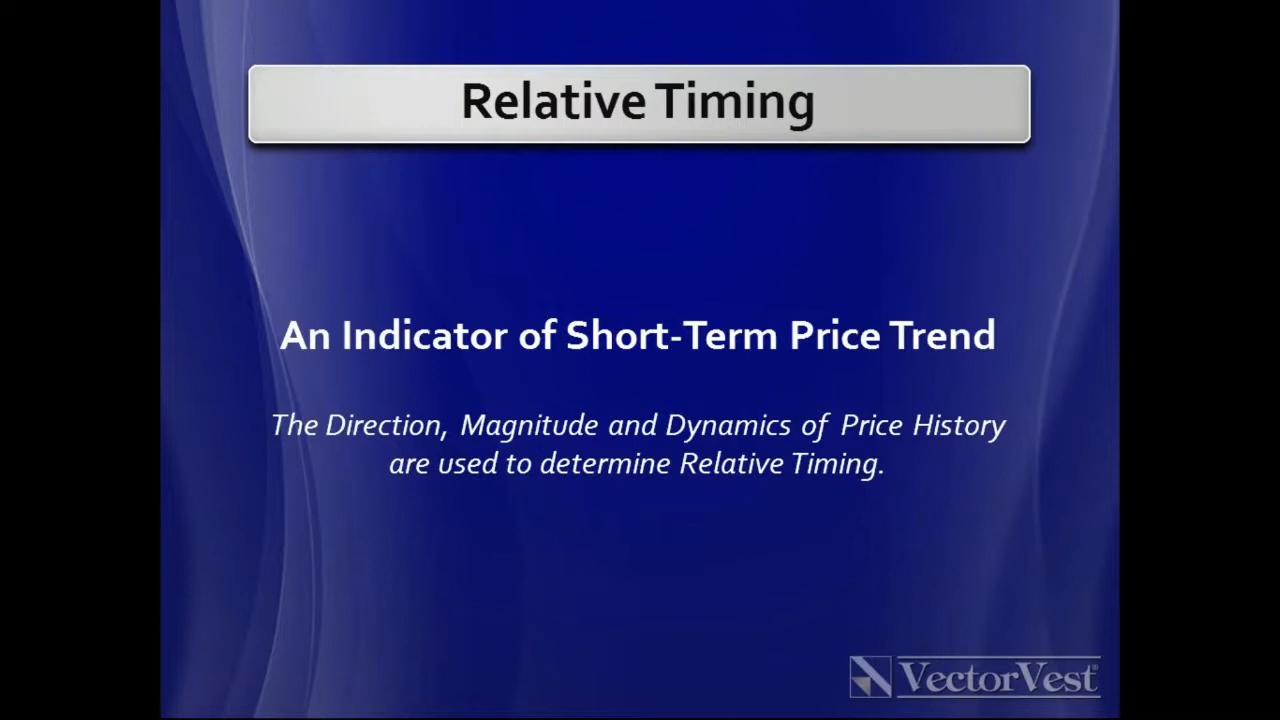 Relative Timing
An Indicator of Short-Term Price Trend
The Direction, Magnitude and Dynamics of Price History
are used to determine Relative Timing.
VectorVest®